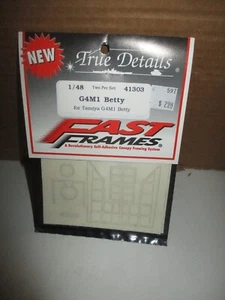 NEW
True Details
1/48 Two Per Set 41303
G4M1 Betty
for Tamiya G4M1 Betty
FAST
FRAMES
A Revolutionary Self-Adhesive Canopy Framing System